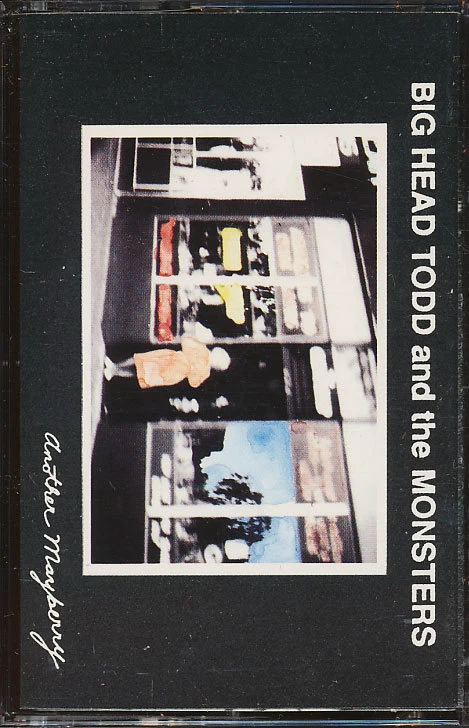 BIG HEAD TODD and the MONSTERS
Another Mayberry